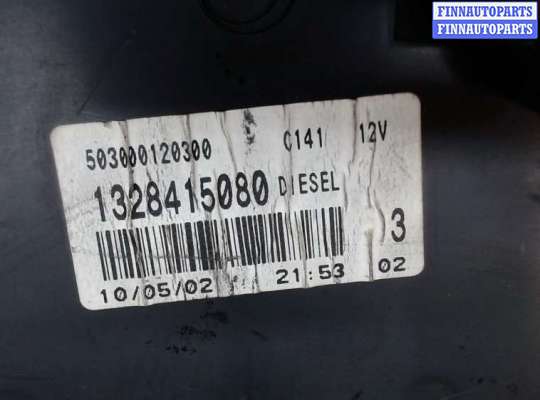 FINNAUTOPARTS
FINNAUTOPARTS
503000120300 C141 12V
1328415080 DIESEL
3
10/05/02 21:53 02